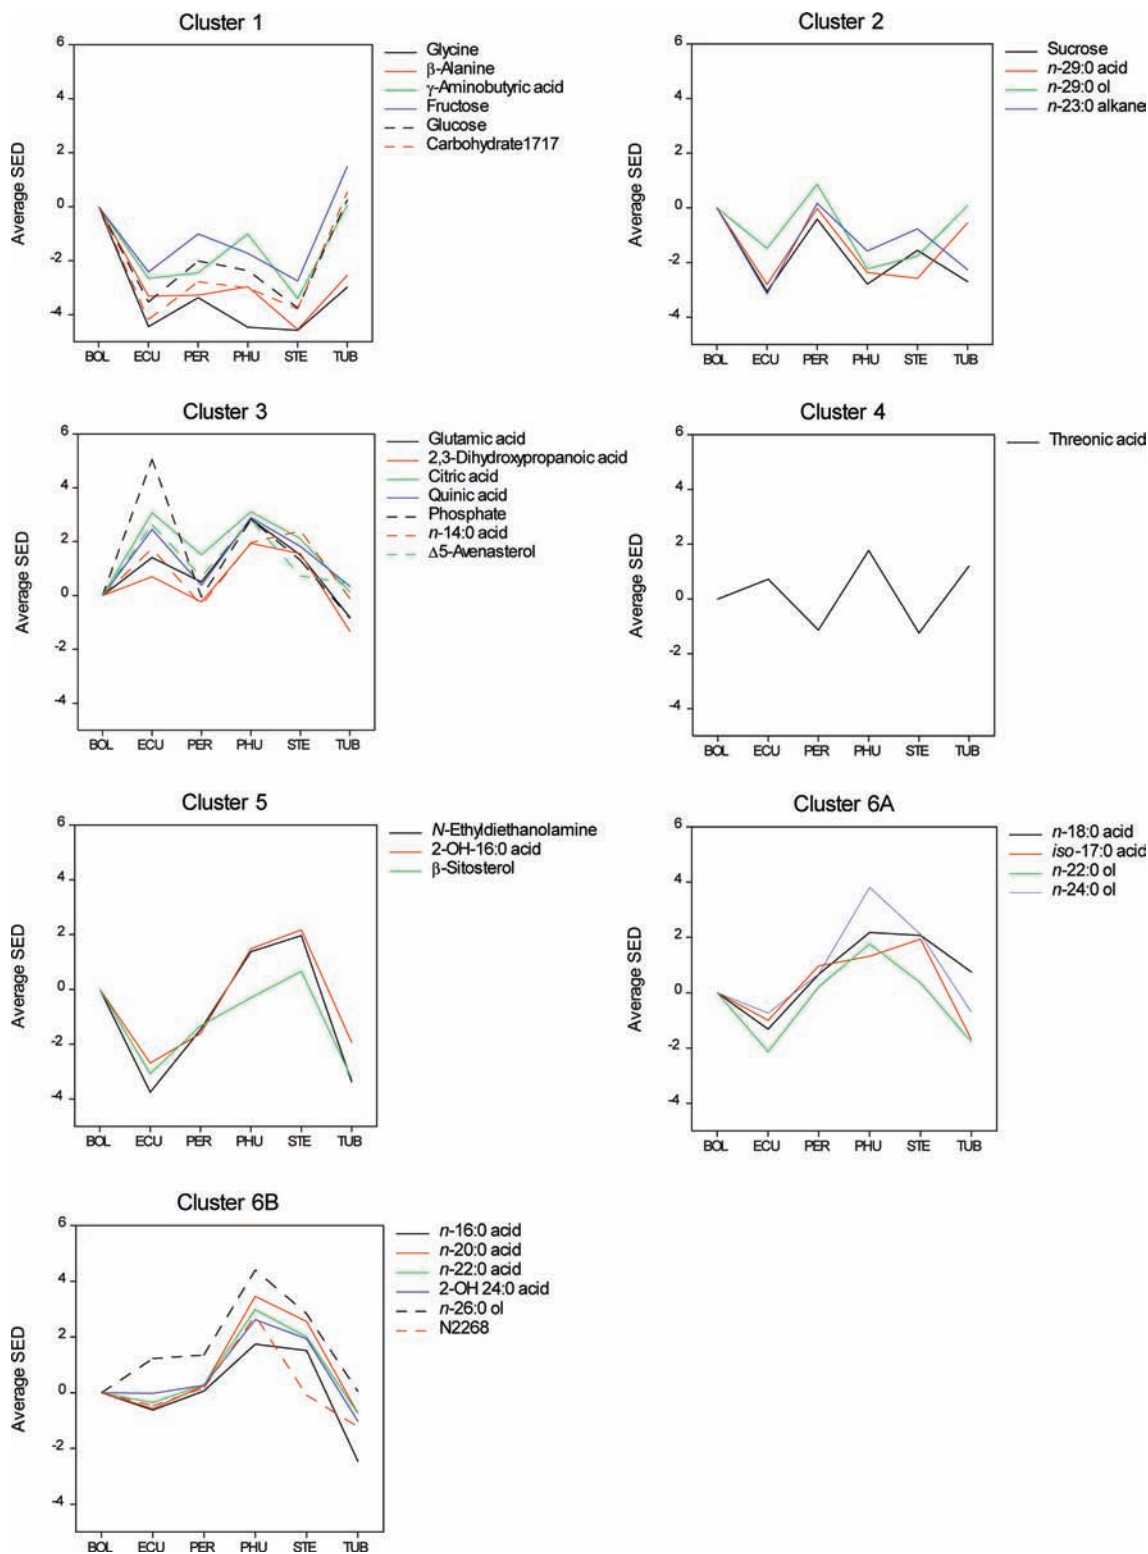 Cluster 1
6
4
2
0
-2
-4
Average SED
BOL ECU PER PHU STE TUB
Glycine
β-Alanine
γ-Aminobutyric acid
Fructose
Glucose
Carbohydrate1717
Cluster 2
6
4
2
0
-2
-4
Average SED
BOL ECU PER PHU STE TUB
Sucrose
n-29:0 acid
n-29:0 ol
n-23:0 alkane
Cluster 3
6
4
2
0
-2
-4
Average SED
BOL ECU PER PHU STE TUB
Glutamic acid
2,3-Dihydroxypropanoic acid
Citric acid
Quinic acid
Phosphate
n-14:0 acid
Δ5-Avenasterol
Cluster 4
6
4
2
0
-2
-4
Average SED
BOL ECU PER PHU STE TUB
Threonic acid
Cluster 5
6
4
2
0
-2
-4
Average SED
BOL ECU PER PHU STE TUB
N-Ethyldiethanolamine
2-OH-16:0 acid
β-Sitosterol
Cluster 6A
6
4
2
0
-2
-4
Average SED
BOL ECU PER PHU STE TUB
n-18:0 acid
iso-17:0 acid
n-22:0 ol
n-24:0 ol
Cluster 6B
6
4
2
0
-2
-4
Average SED
BOL ECU PER PHU STE TUB
n-16:0 acid
n-20:0 acid
n-22:0 acid
2-OH 24:0 acid
n-26:0 ol
N2268